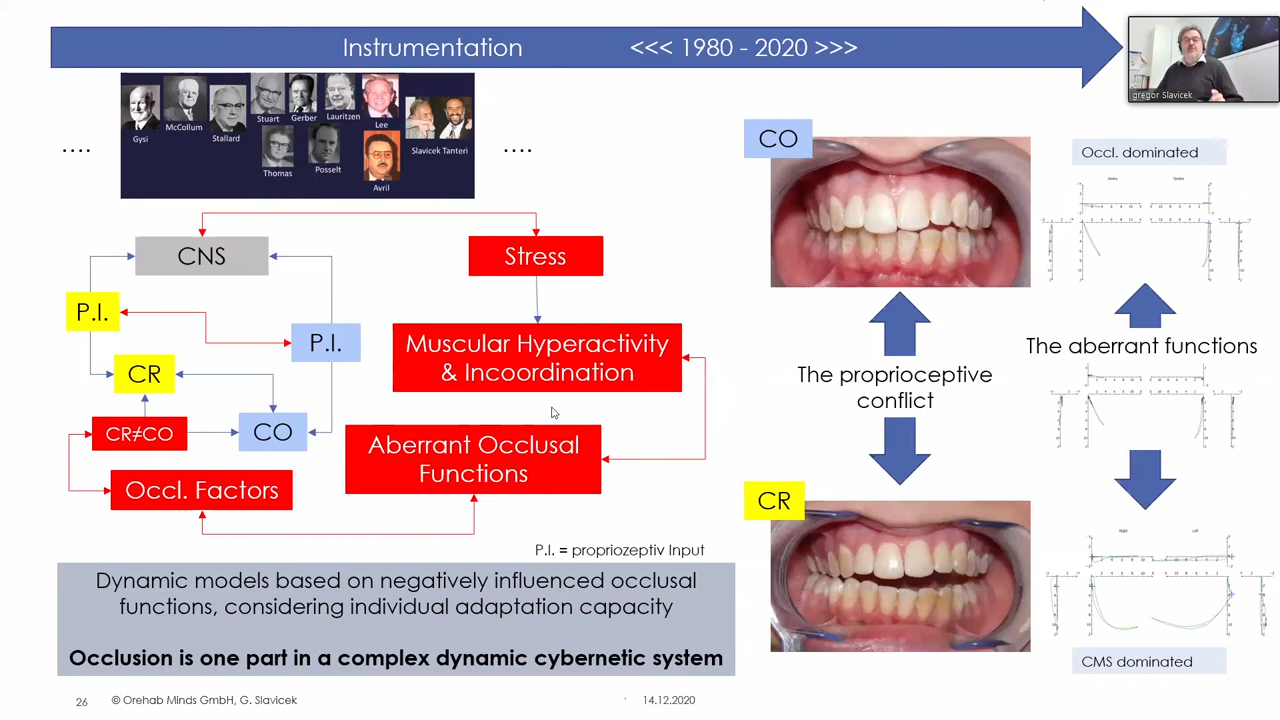 Instrumentation <<< 1980 - 2020 >>>
gregor Slavicek
Gysi
McCollum
Stallard
Stuart
Gerber
Lauritzen
Lee
Thomas
Posselt
Avril
Slavicek Tanteri
....
....
CNS
Stress
P.I.
P.I.
Muscular Hyperactivity
& Incoordination
CR
CR≠CO
CO
Aberrant Occlusal
Functions
Occl. Factors
P.I. = propriozeptiv Input
Dynamic models based on negatively influenced occlusal
functions, considering individual adaptation capacity
Occlusion is one part in a complex dynamic cybernetic system
CO
The proprioceptive
conflict
CR
Occl. dominated
The aberrant functions
Right
Left
CMS dominated
26
© Orehab Minds GmbH, G. Slavicek
14.12.2020